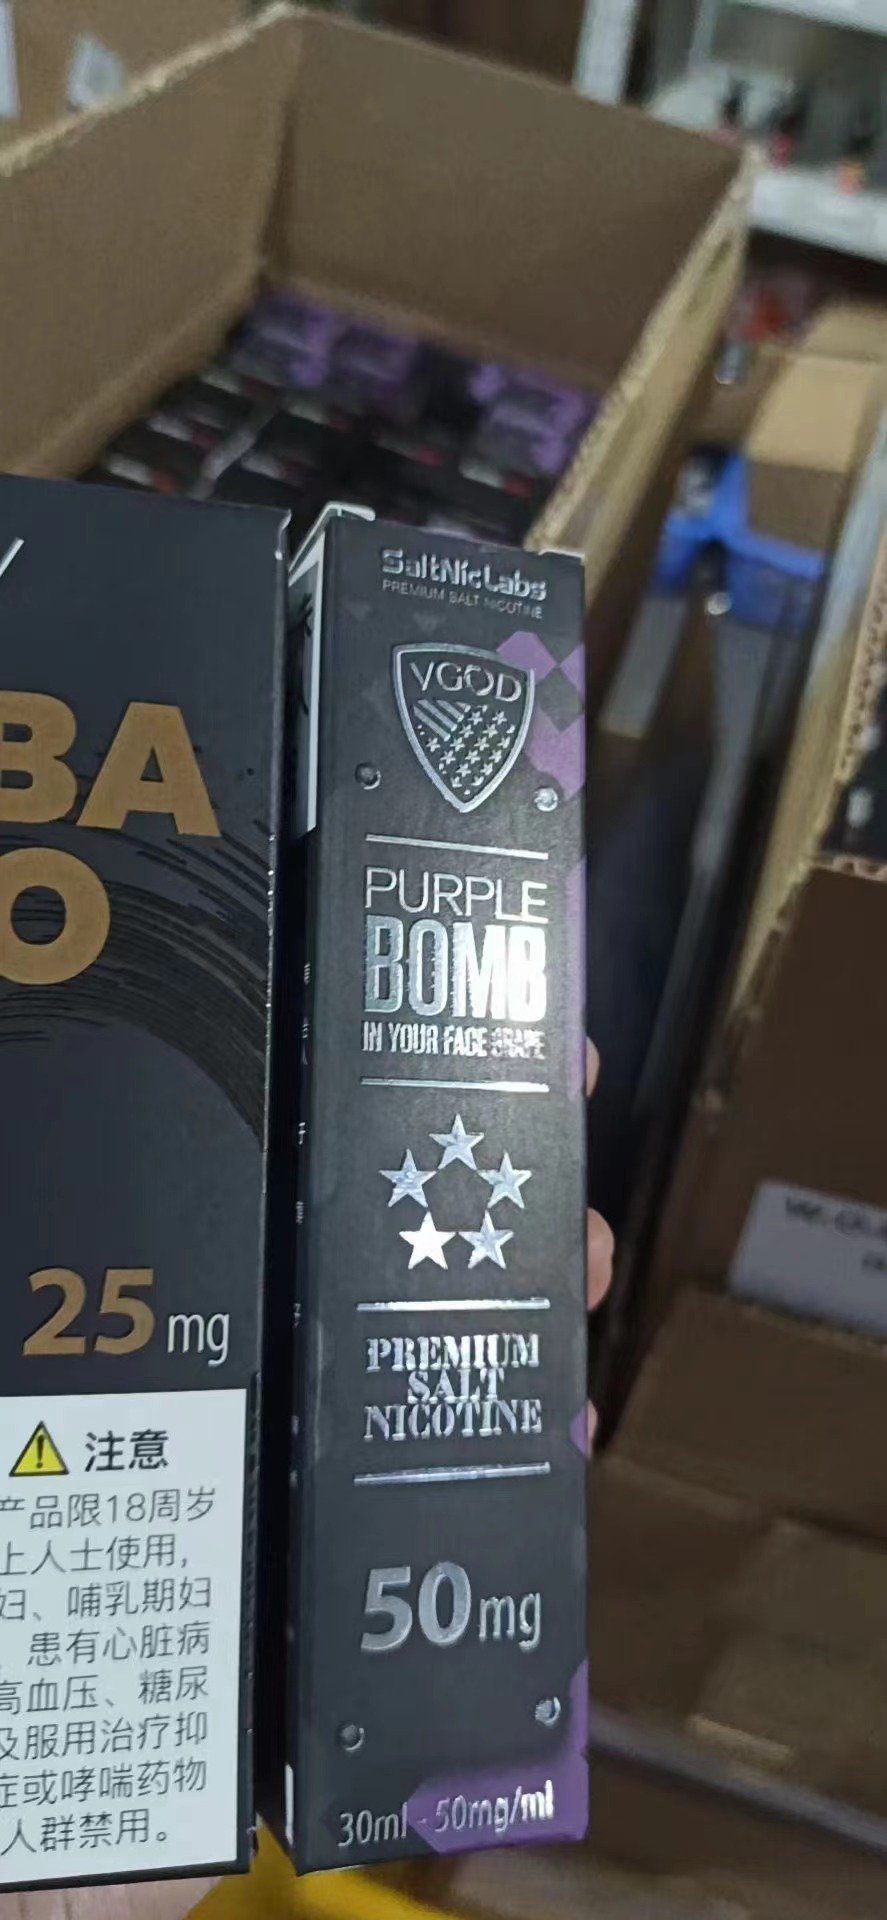 BA
O
25mg
注意
产品限18周岁
上人士使用，
妇、哺乳期妇
患有心脏病
高血压、糖尿
及服用治疗抑
症或哮喘药物
人群禁用。
SaltNicLabs
PREMIUM SALT NICOTINE
VGOD
PURPLE
BOMB
IN YOUR FACE GRAPE
PREMIUM
SALT
NICOTINE
50mg
30ml - 50mg/ml